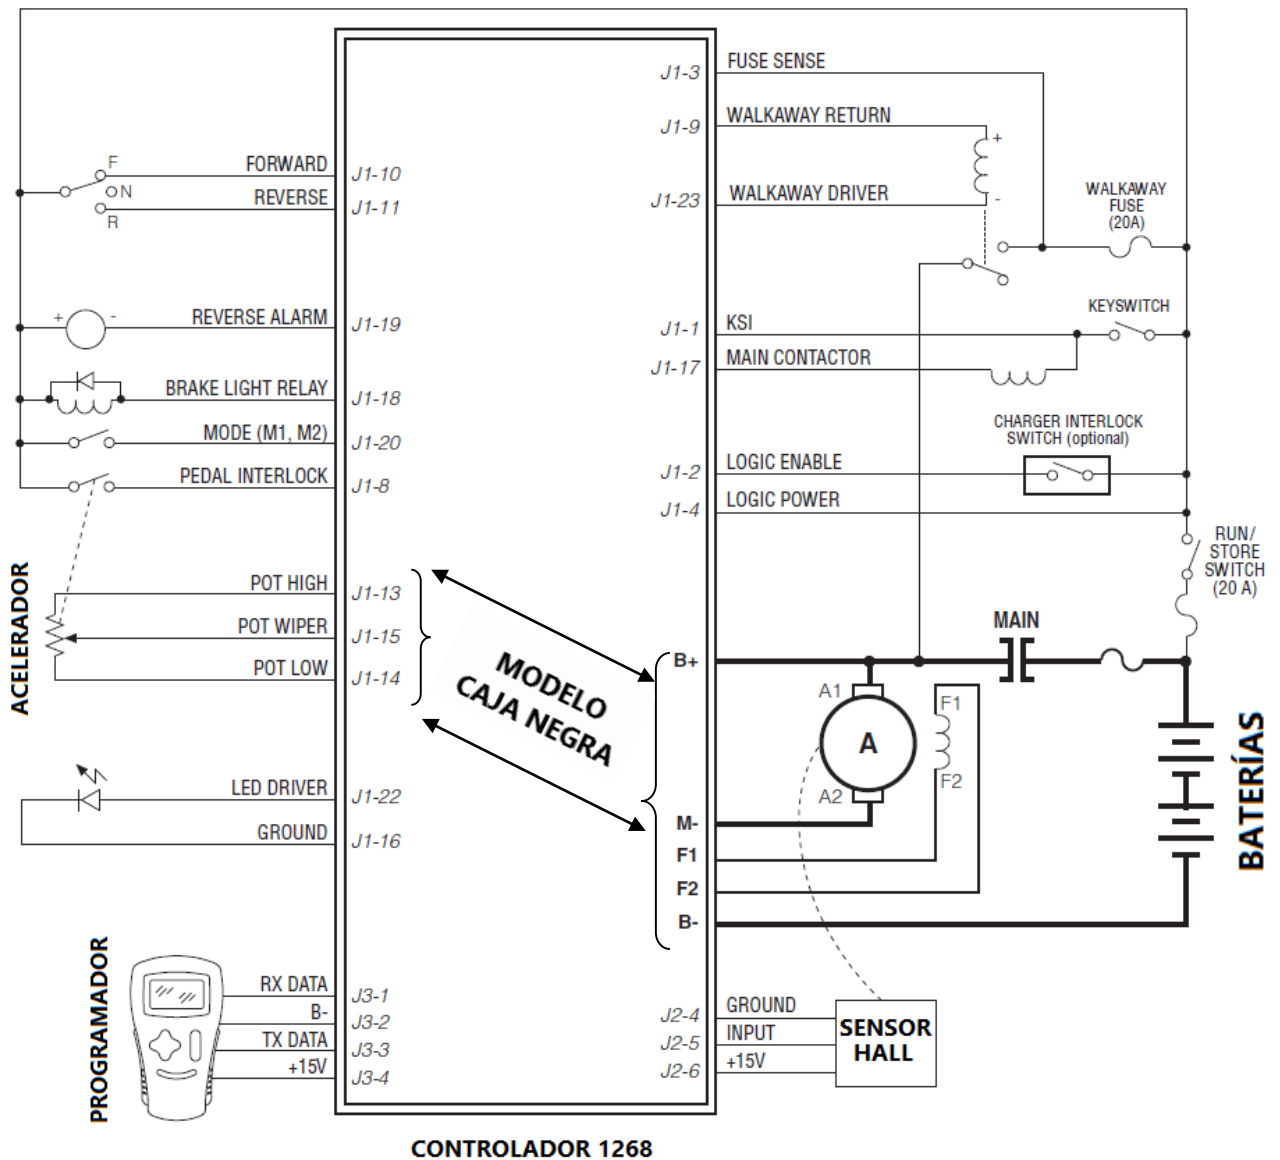 J1-3
FUSE SENSE
J1-9
WALKAWAY RETURN
+
J1-23
WALKAWAY DRIVER
-
WALKAWAY
FUSE
(20A)
F
N
R
FORWARD
J1-10
REVERSE
J1-11
+
-
REVERSE ALARM
J1-19
J1-1
KSI
KEYSWITCH
J1-17
MAIN CONTACTOR
BRAKE LIGHT RELAY
J1-18
MODE (M1, M2)
J1-20
PEDAL INTERLOCK
J1-8
CHARGER INTERLOCK
SWITCH (optional)
J1-2
LOGIC ENABLE
J1-4
LOGIC POWER
RUN/
STORE
SWITCH
(20 A)
ACELERADOR
POT HIGH
J1-13
POT WIPER
J1-15
POT LOW
J1-14
MODELO
CAJA NEGRA
B+
MAIN
A1
A
A2
F1
F2
M-
F1
F2
B-
BATERÍAS
LED DRIVER
J1-22
GROUND
J1-16
PROGRAMADOR
RX DATA
J3-1
B-
J3-2
TX DATA
J3-3
+15V
J3-4
J2-4
GROUND
J2-5
INPUT
J2-6
+15V
SENSOR
HALL
CONTROLADOR 1268